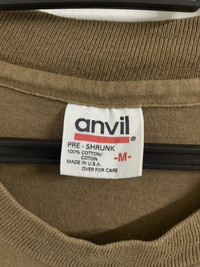 anvil®
PRE-SHRUNK
100% COTTON/
COTON
-M-
MADE IN U.S.A.
OVER FOR CARE